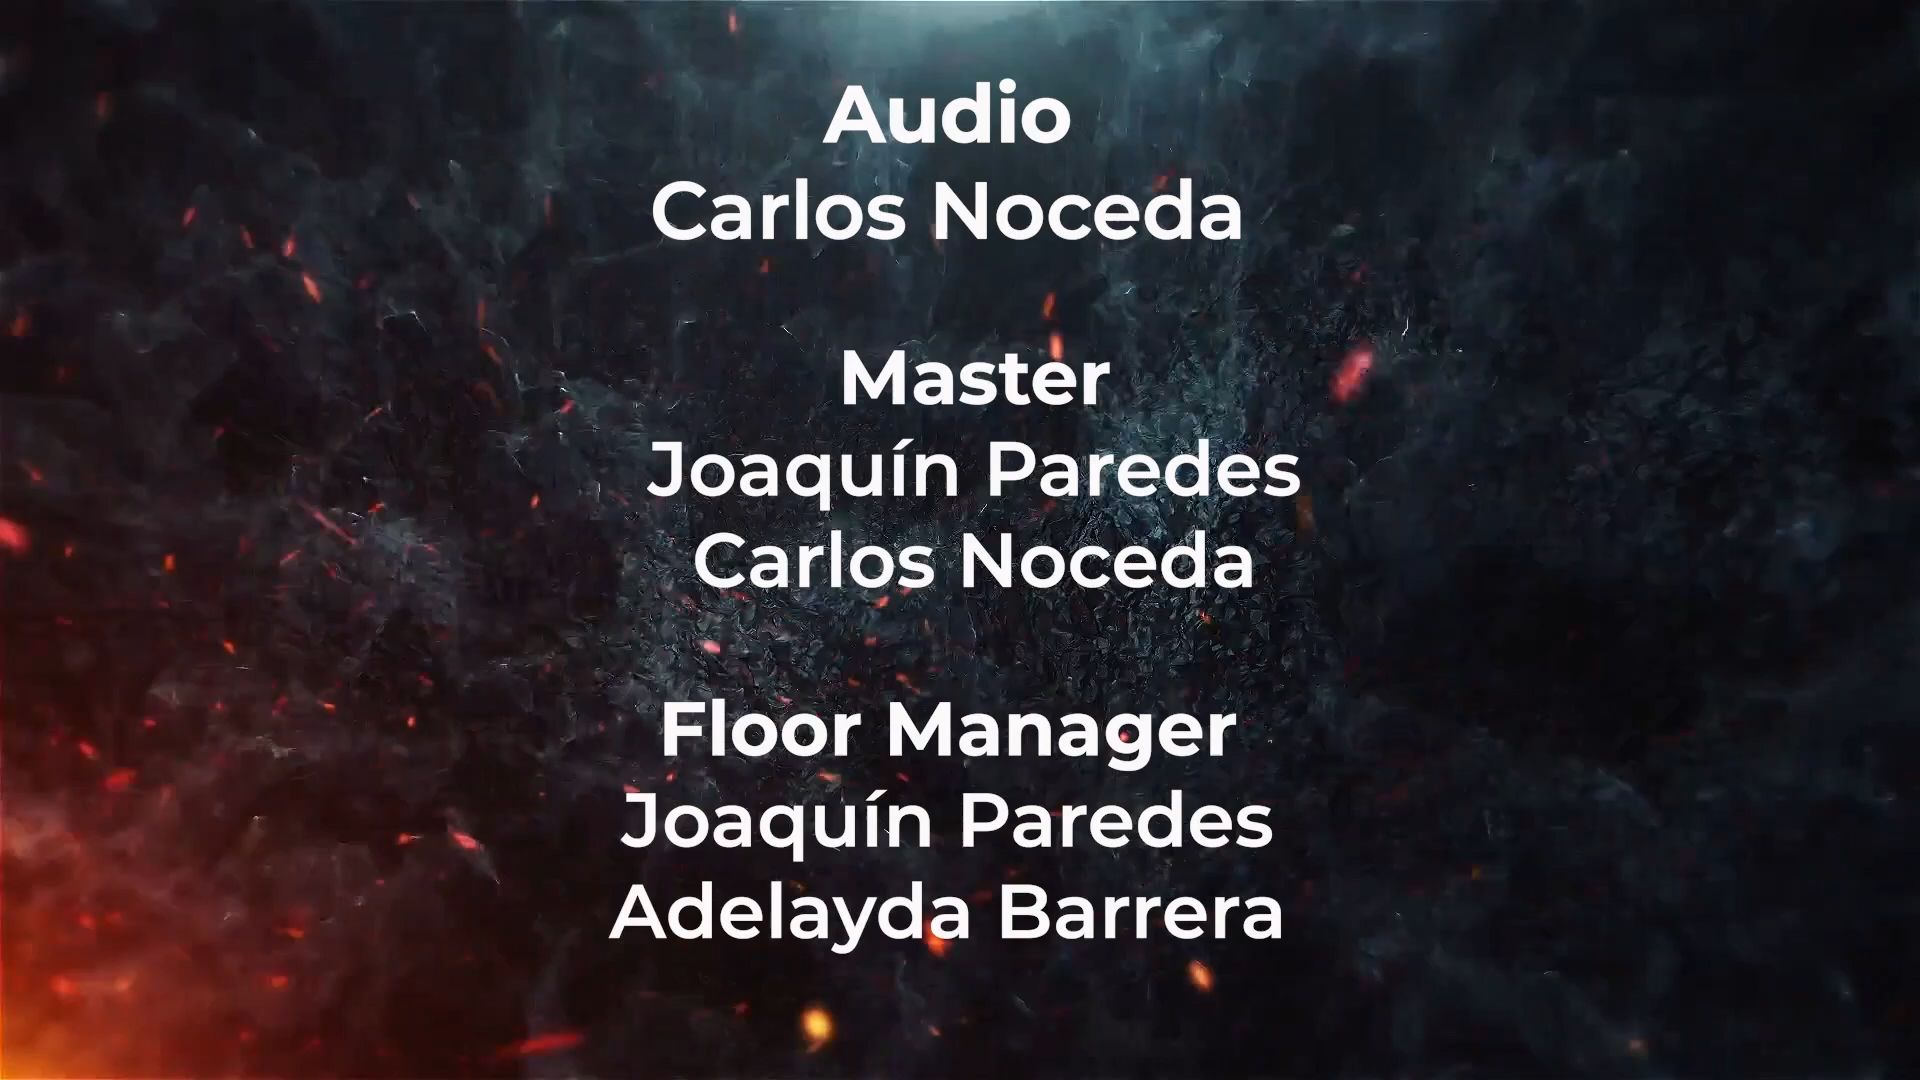 Audio
Carlos Noceda
Master
Joaquín Paredes
Carlos Noceda
Floor Manager
Joaquín Paredes
Adelayda Barrera